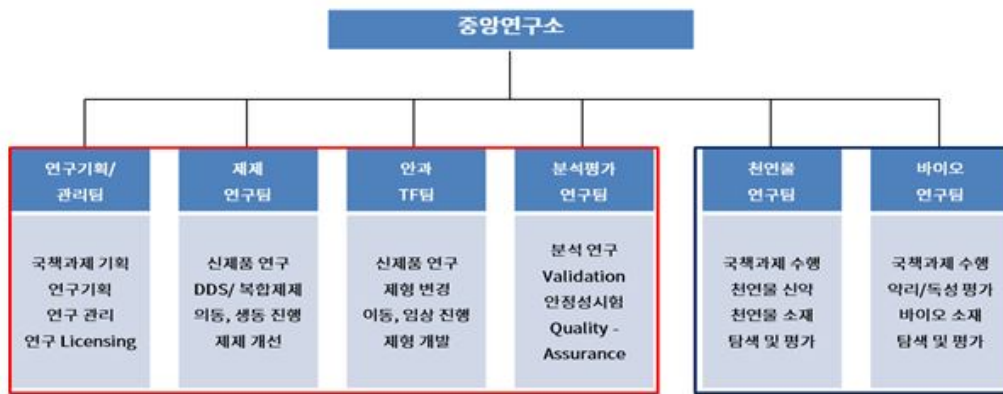 중앙연구소
연구기획/
관리팀
국책과제 기획
연구기획
연구 관리
연구 Licensing
제제
연구팀
신제품 연구
DDS/ 복합제제
의동, 생동 진행
제제 개선
안과
TF팀
신제품 연구
제형 변경
이동, 임상 진행
제형 개발
분석평가
연구팀
분석 연구
Validation
안정성시험
Quality -
Assurance
천연물
연구팀
국책과제 수행
천연물 신약
천연물 소재
탐색 및 평가
바이오
연구팀
국책과제 수행
약리/독성 평가
바이오 소재
탐색 및 평가